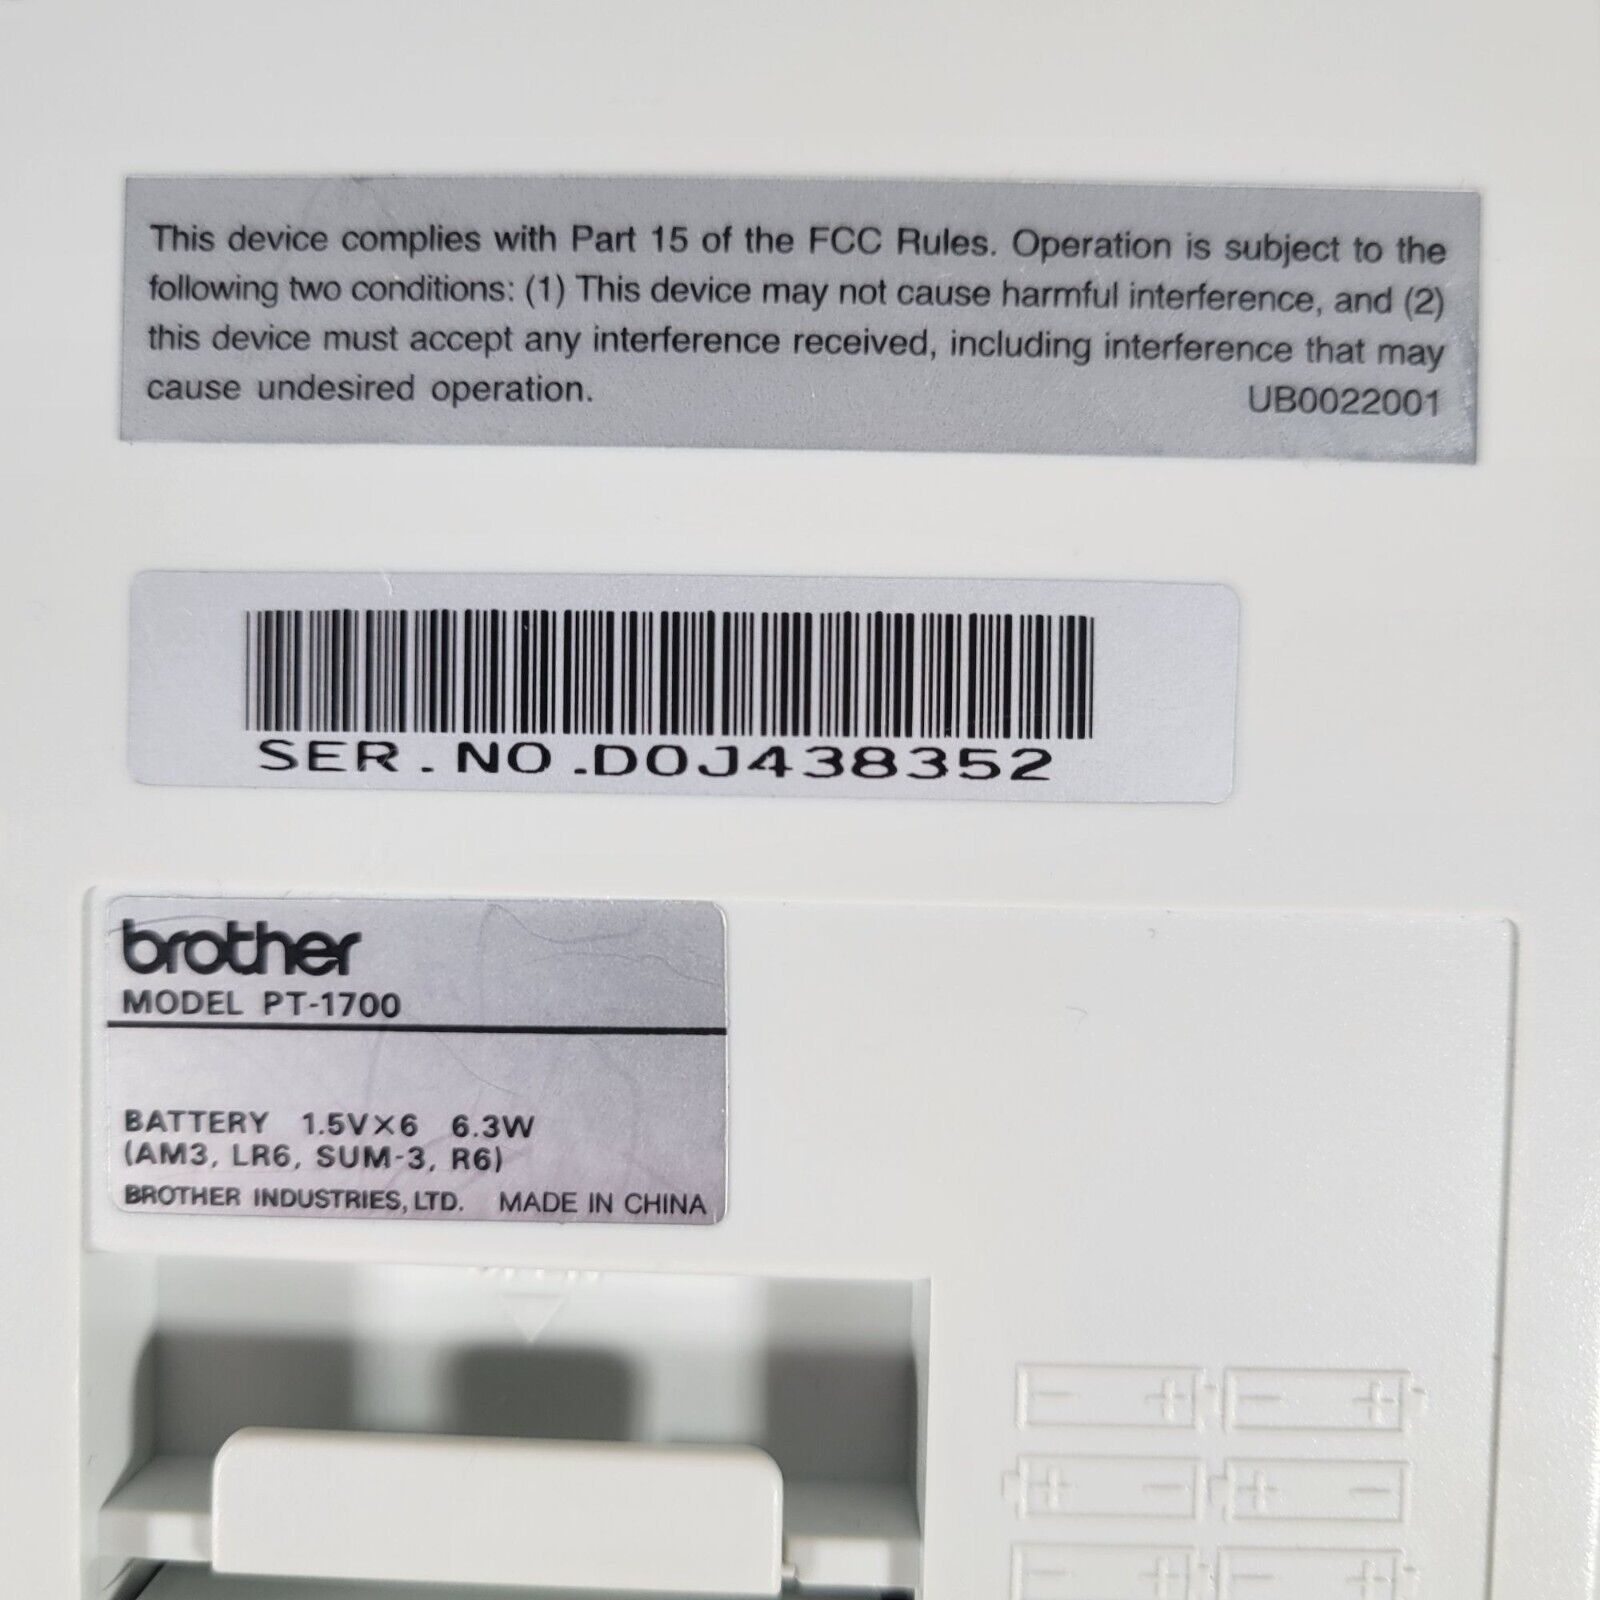 This device complies with Part 15 of the FCC Rules. Operation is subject to the
following two conditions: (1) This device may not cause harmful interference, and (2)
this device must accept any interference received, including interference that may
cause undesired operation. UB0022001
SER.NO.D0J438352
brother
MODEL PT-1700
BATTERY 1.5V×6 6.3W
(AM3, LR6, SUM-3, R6)
BROTHER INDUSTRIES, LTD. MADE IN CHINA
- + - +
+ - + -
- + - +